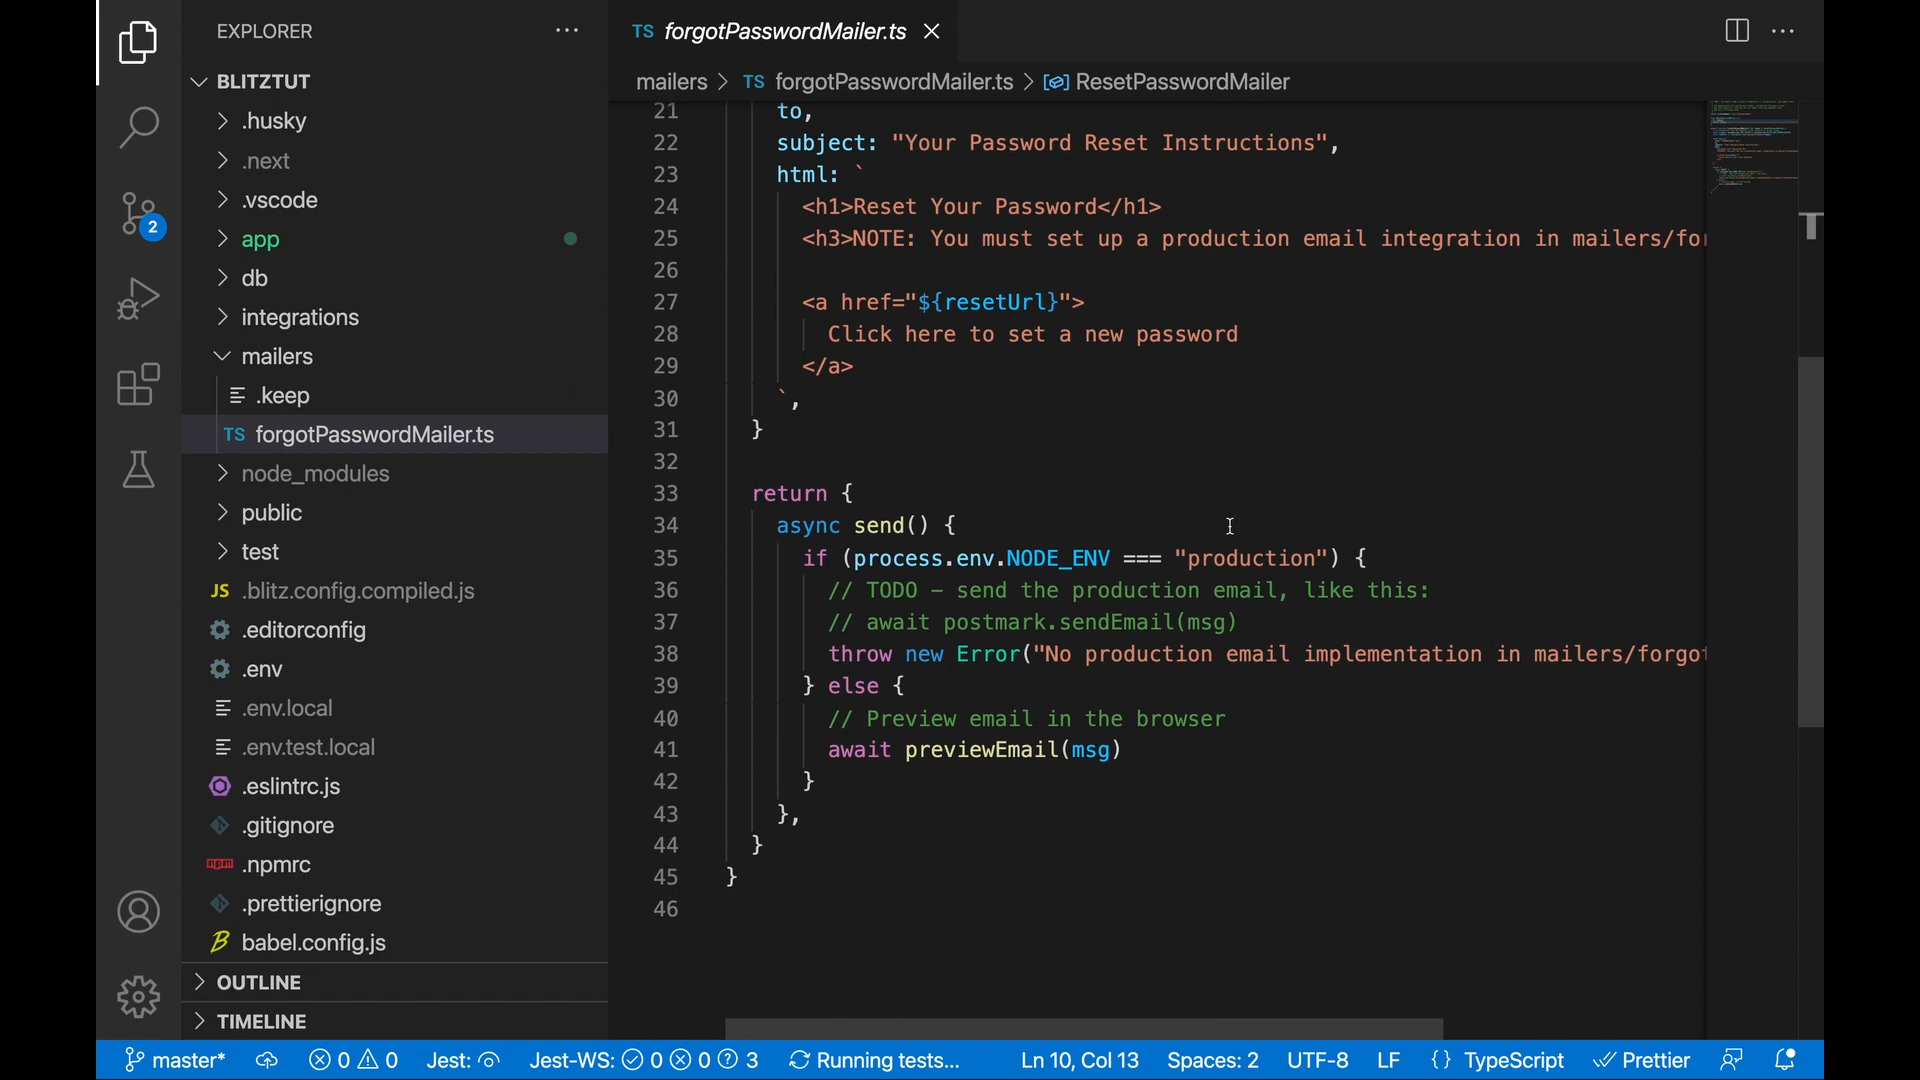 EXPLORER
BLITZTUT
.husky
.next
.vscode
app
db
integrations
mailers
.keep
TS forgotPasswordMailer.ts
node_modules
public
test
JS .blitz.config.compiled.js
.editorconfig
.env
.env.local
.env.test.local
.eslintrc.js
.gitignore
npm .npmrc
.prettierignore
babel.config.js
OUTLINE
TIMELINE
2
TS forgotPasswordMailer.ts
mailers > TS forgotPasswordMailer.ts > ResetPasswordMailer
21 to,
22 subject: "Your Password Reset Instructions",
23 html: `
24 <h1>Reset Your Password</h1>
25 <h3>NOTE: You must set up a production email integration in mailers/for
26
27 <a href="${resetUrl}">
28 Click here to set a new password
29 </a>
30 `,
31 }
32
33 return {
34 async send() {
35 if (process.env.NODE_ENV === "production") {
36 // TODO – send the production email, like this:
37 // await postmark.sendEmail(msg)
38 throw new Error("No production email implementation in mailers/forgot
39 } else {
40 // Preview email in the browser
41 await previewEmail(msg)
42 }
43 },
44 }
45 }
46
master* 0 0 Jest: Jest-WS: 0 0 3 Running tests... Ln 10, Col 13 Spaces: 2 UTF-8 LF {} TypeScript Prettier